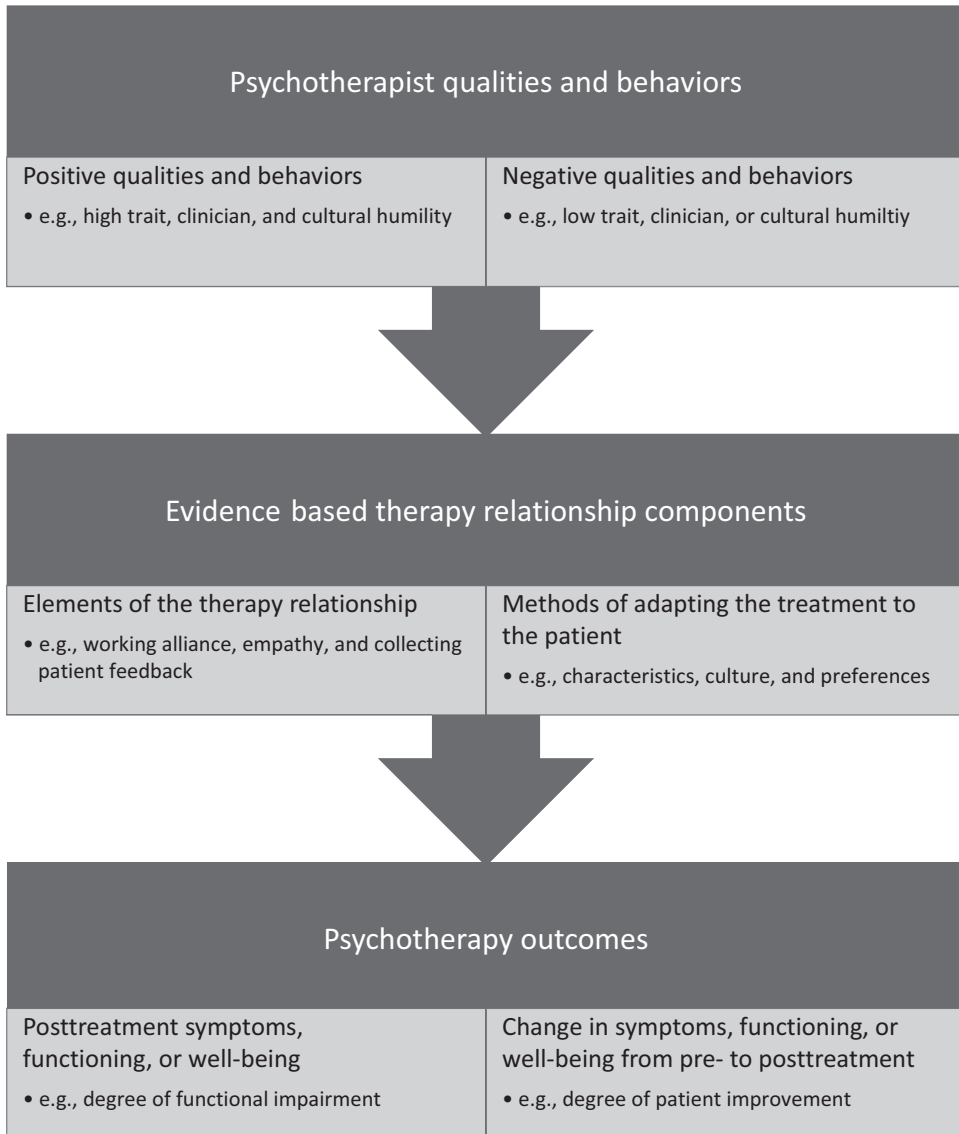 Psychotherapist qualities and behaviors
Positive qualities and behaviors
• e.g., high trait, clinician, and cultural humility
Negative qualities and behaviors
• e.g., low trait, clinician, or cultural humiltiy
Evidence based therapy relationship components
Elements of the therapy relationship
• e.g., working alliance, empathy, and collecting
patient feedback
Methods of adapting the treatment to
the patient
• e.g., characteristics, culture, and preferences
Psychotherapy outcomes
Posttreatment symptoms,
functioning, or well-being
• e.g., degree of functional impairment
Change in symptoms, functioning, or
well-being from pre- to posttreatment
• e.g., degree of patient improvement